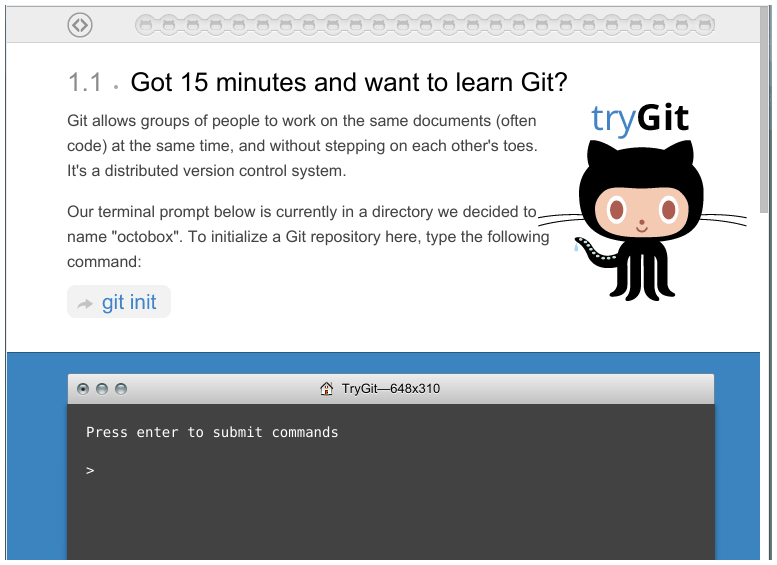 1.1 • Got 15 minutes and want to learn Git?
tryGit
Git allows groups of people to work on the same documents (often
code) at the same time, and without stepping on each other's toes.
It's a distributed version control system.
Our terminal prompt below is currently in a directory we decided to
name "octobox". To initialize a Git repository here, type the following
command:
git init
TryGit—648x310
Press enter to submit commands
>